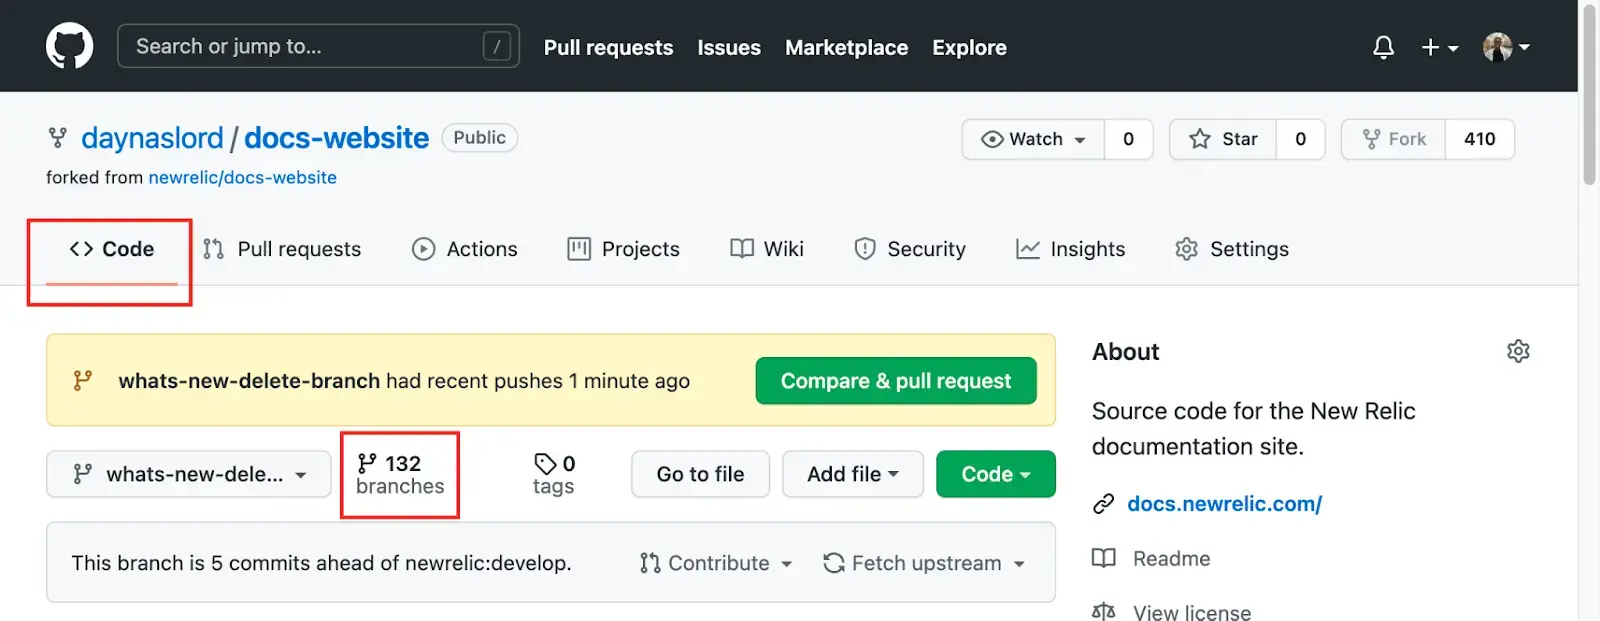 Search or jump to... / Pull requests Issues Marketplace Explore
daynaslord / docs-website Public Watch 0 Star 0 Fork 410
forked from newrelic/docs-website
<> Code Pull requests Actions Projects Wiki Security Insights Settings
whats-new-delete-branch had recent pushes 1 minute ago Compare & pull request
whats-new-dele... 132 branches 0 tags Go to file Add file Code
This branch is 5 commits ahead of newrelic:develop. Contribute Fetch upstream
About
Source code for the New Relic
documentation site.
docs.newrelic.com/
Readme
View license